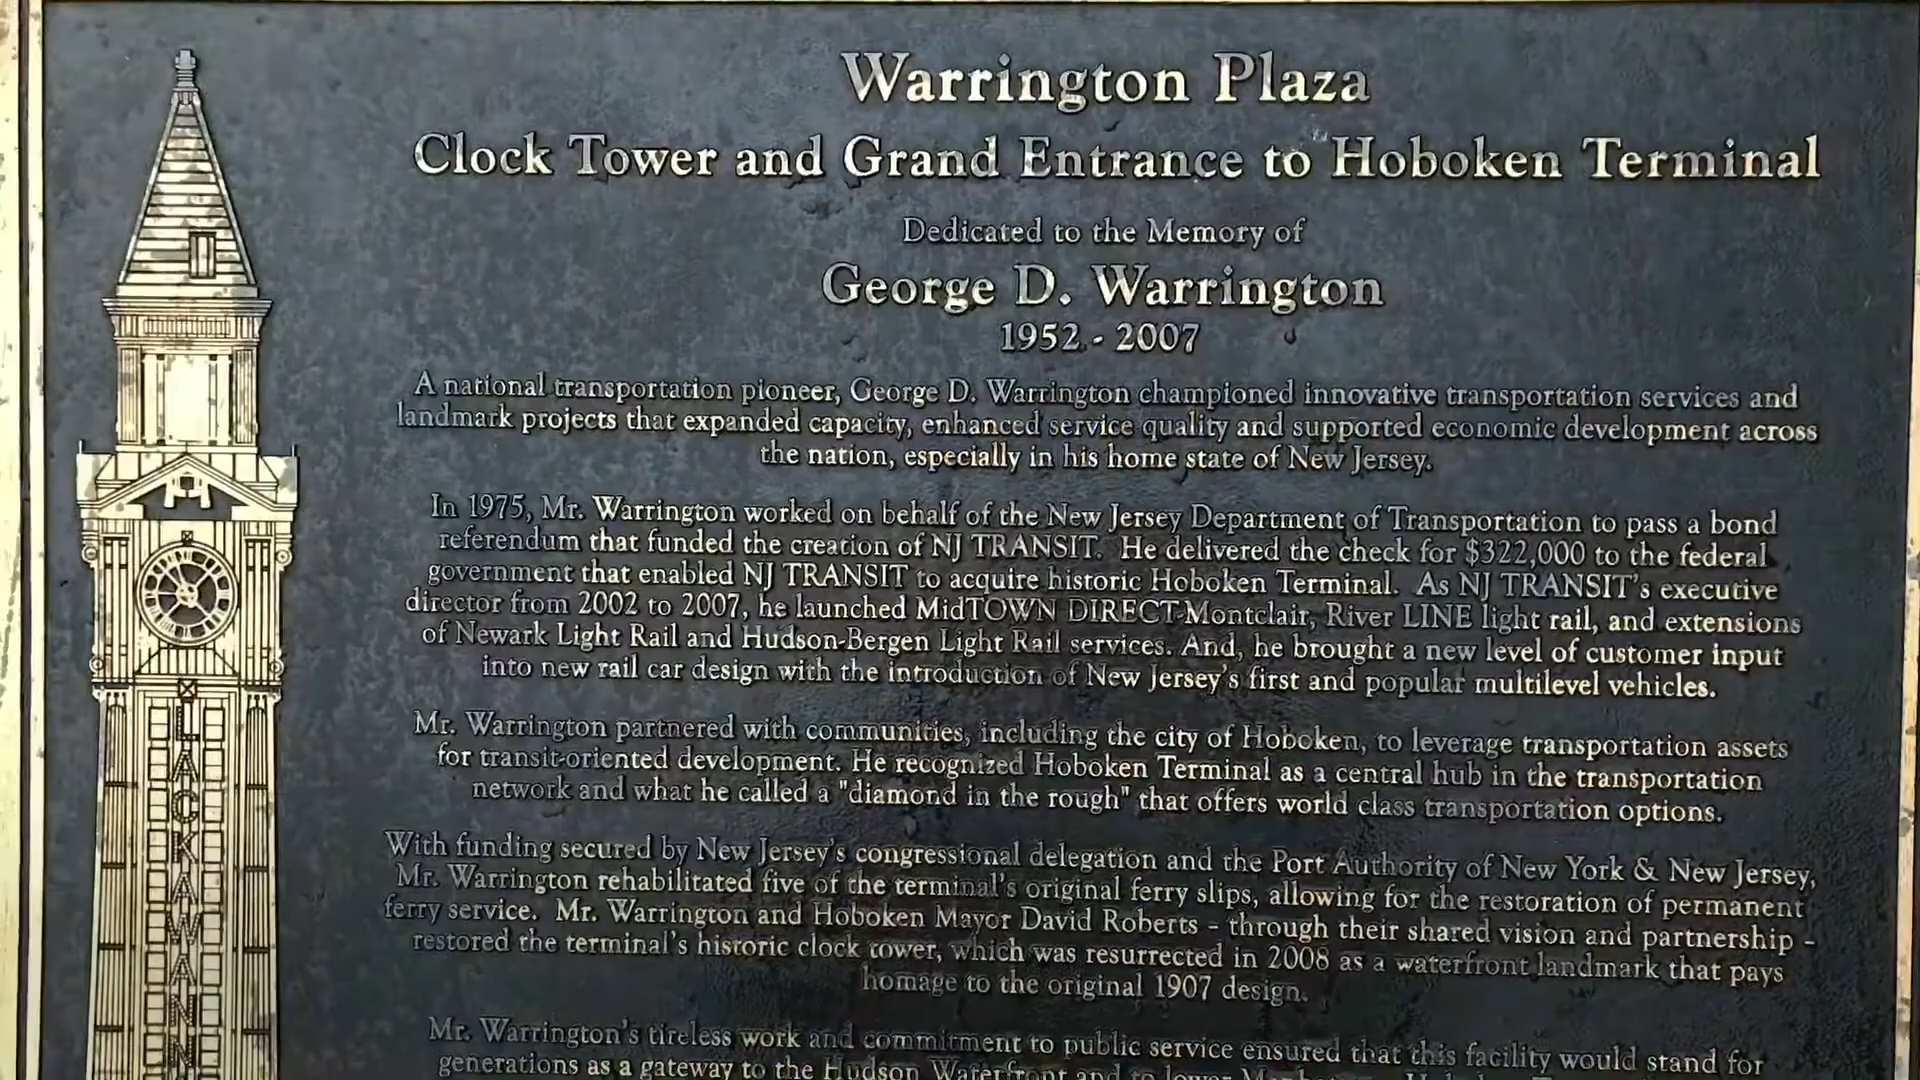 Warrington Plaza
Clock Tower and Grand Entrance to Hoboken Terminal
Dedicated to the Memory of
George D. Warrington
1952 - 2007
A national transportation pioneer, George D. Warrington championed innovative transportation services and
landmark projects that expanded capacity, enhanced service quality and supported economic development across
the nation, especially in his home state of New Jersey.
In 1975, Mr. Warrington worked on behalf of the New Jersey Department of Transportation to pass a bond
referendum that funded the creation of NJ TRANSIT. He delivered the check for $322,000 to the federal
government that enabled NJ TRANSIT to acquire historic Hoboken Terminal. As NJ TRANSIT's executive
director from 2002 to 2007, he launched MidTOWN DIRECT-Montclair, River LINE light rail, and extensions
of Newark Light Rail and Hudson-Bergen Light Rail services. And, he brought a new level of customer input
into new rail car design with the introduction of New Jersey's first and popular multilevel vehicles.
Mr. Warrington partnered with communities, including the city of Hoboken, to leverage transportation assets
for transit-oriented development. He recognized Hoboken Terminal as a central hub in the transportation
network and what he called a "diamond in the rough" that offers world class transportation options.
With funding secured by New Jersey's congressional delegation and the Port Authority of New York & New Jersey,
Mr. Warrington rehabilitated five of the terminal's original ferry slips, allowing for the restoration of permanent
ferry service. Mr. Warrington and Hoboken Mayor David Roberts - through their shared vision and partnership -
restored the terminal's historic clock tower, which was resurrected in 2008 as a waterfront landmark that pays
homage to the original 1907 design.
Mr. Warrington's tireless work and commitment to public service ensured that this facility would stand for
generations as a gateway to the Hudson Waterfront and to lower
LACKAWANN